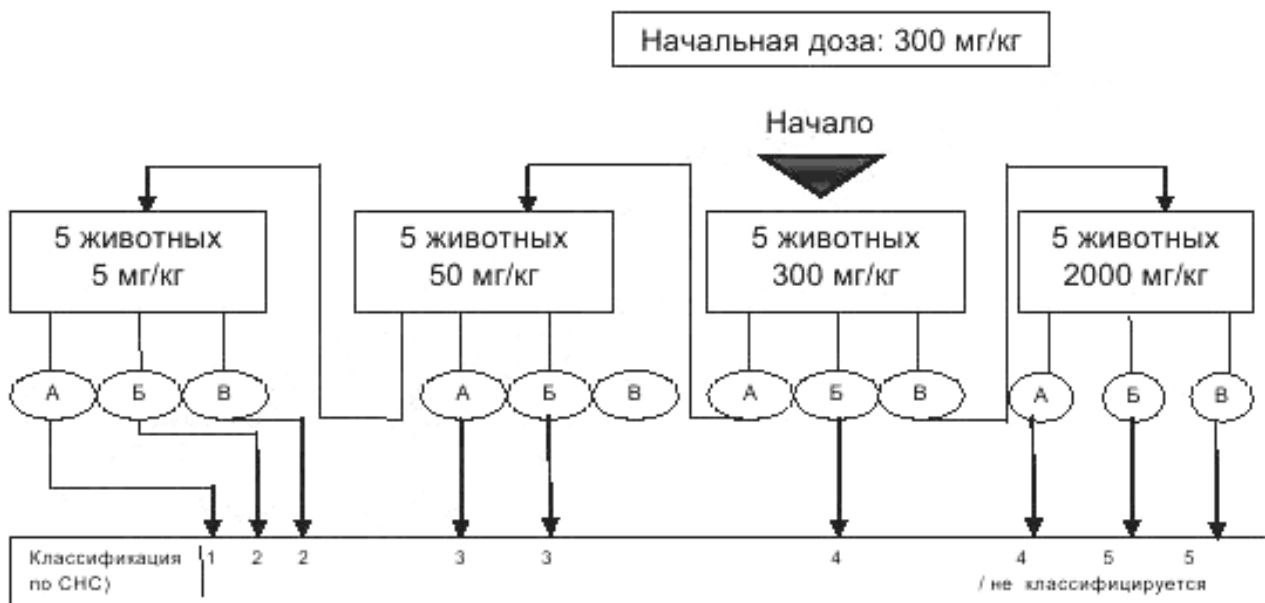 Начальная доза: 300 мг/кг
Начало
5 животных
5 мг/кг
5 животных
50 мг/кг
5 животных
300 мг/кг
5 животных
2000 мг/кг
А Б В А Б В А Б В А Б В
Классификация 1 2 2 3 3 4 4 5 5
по СНС) / не классифицируется